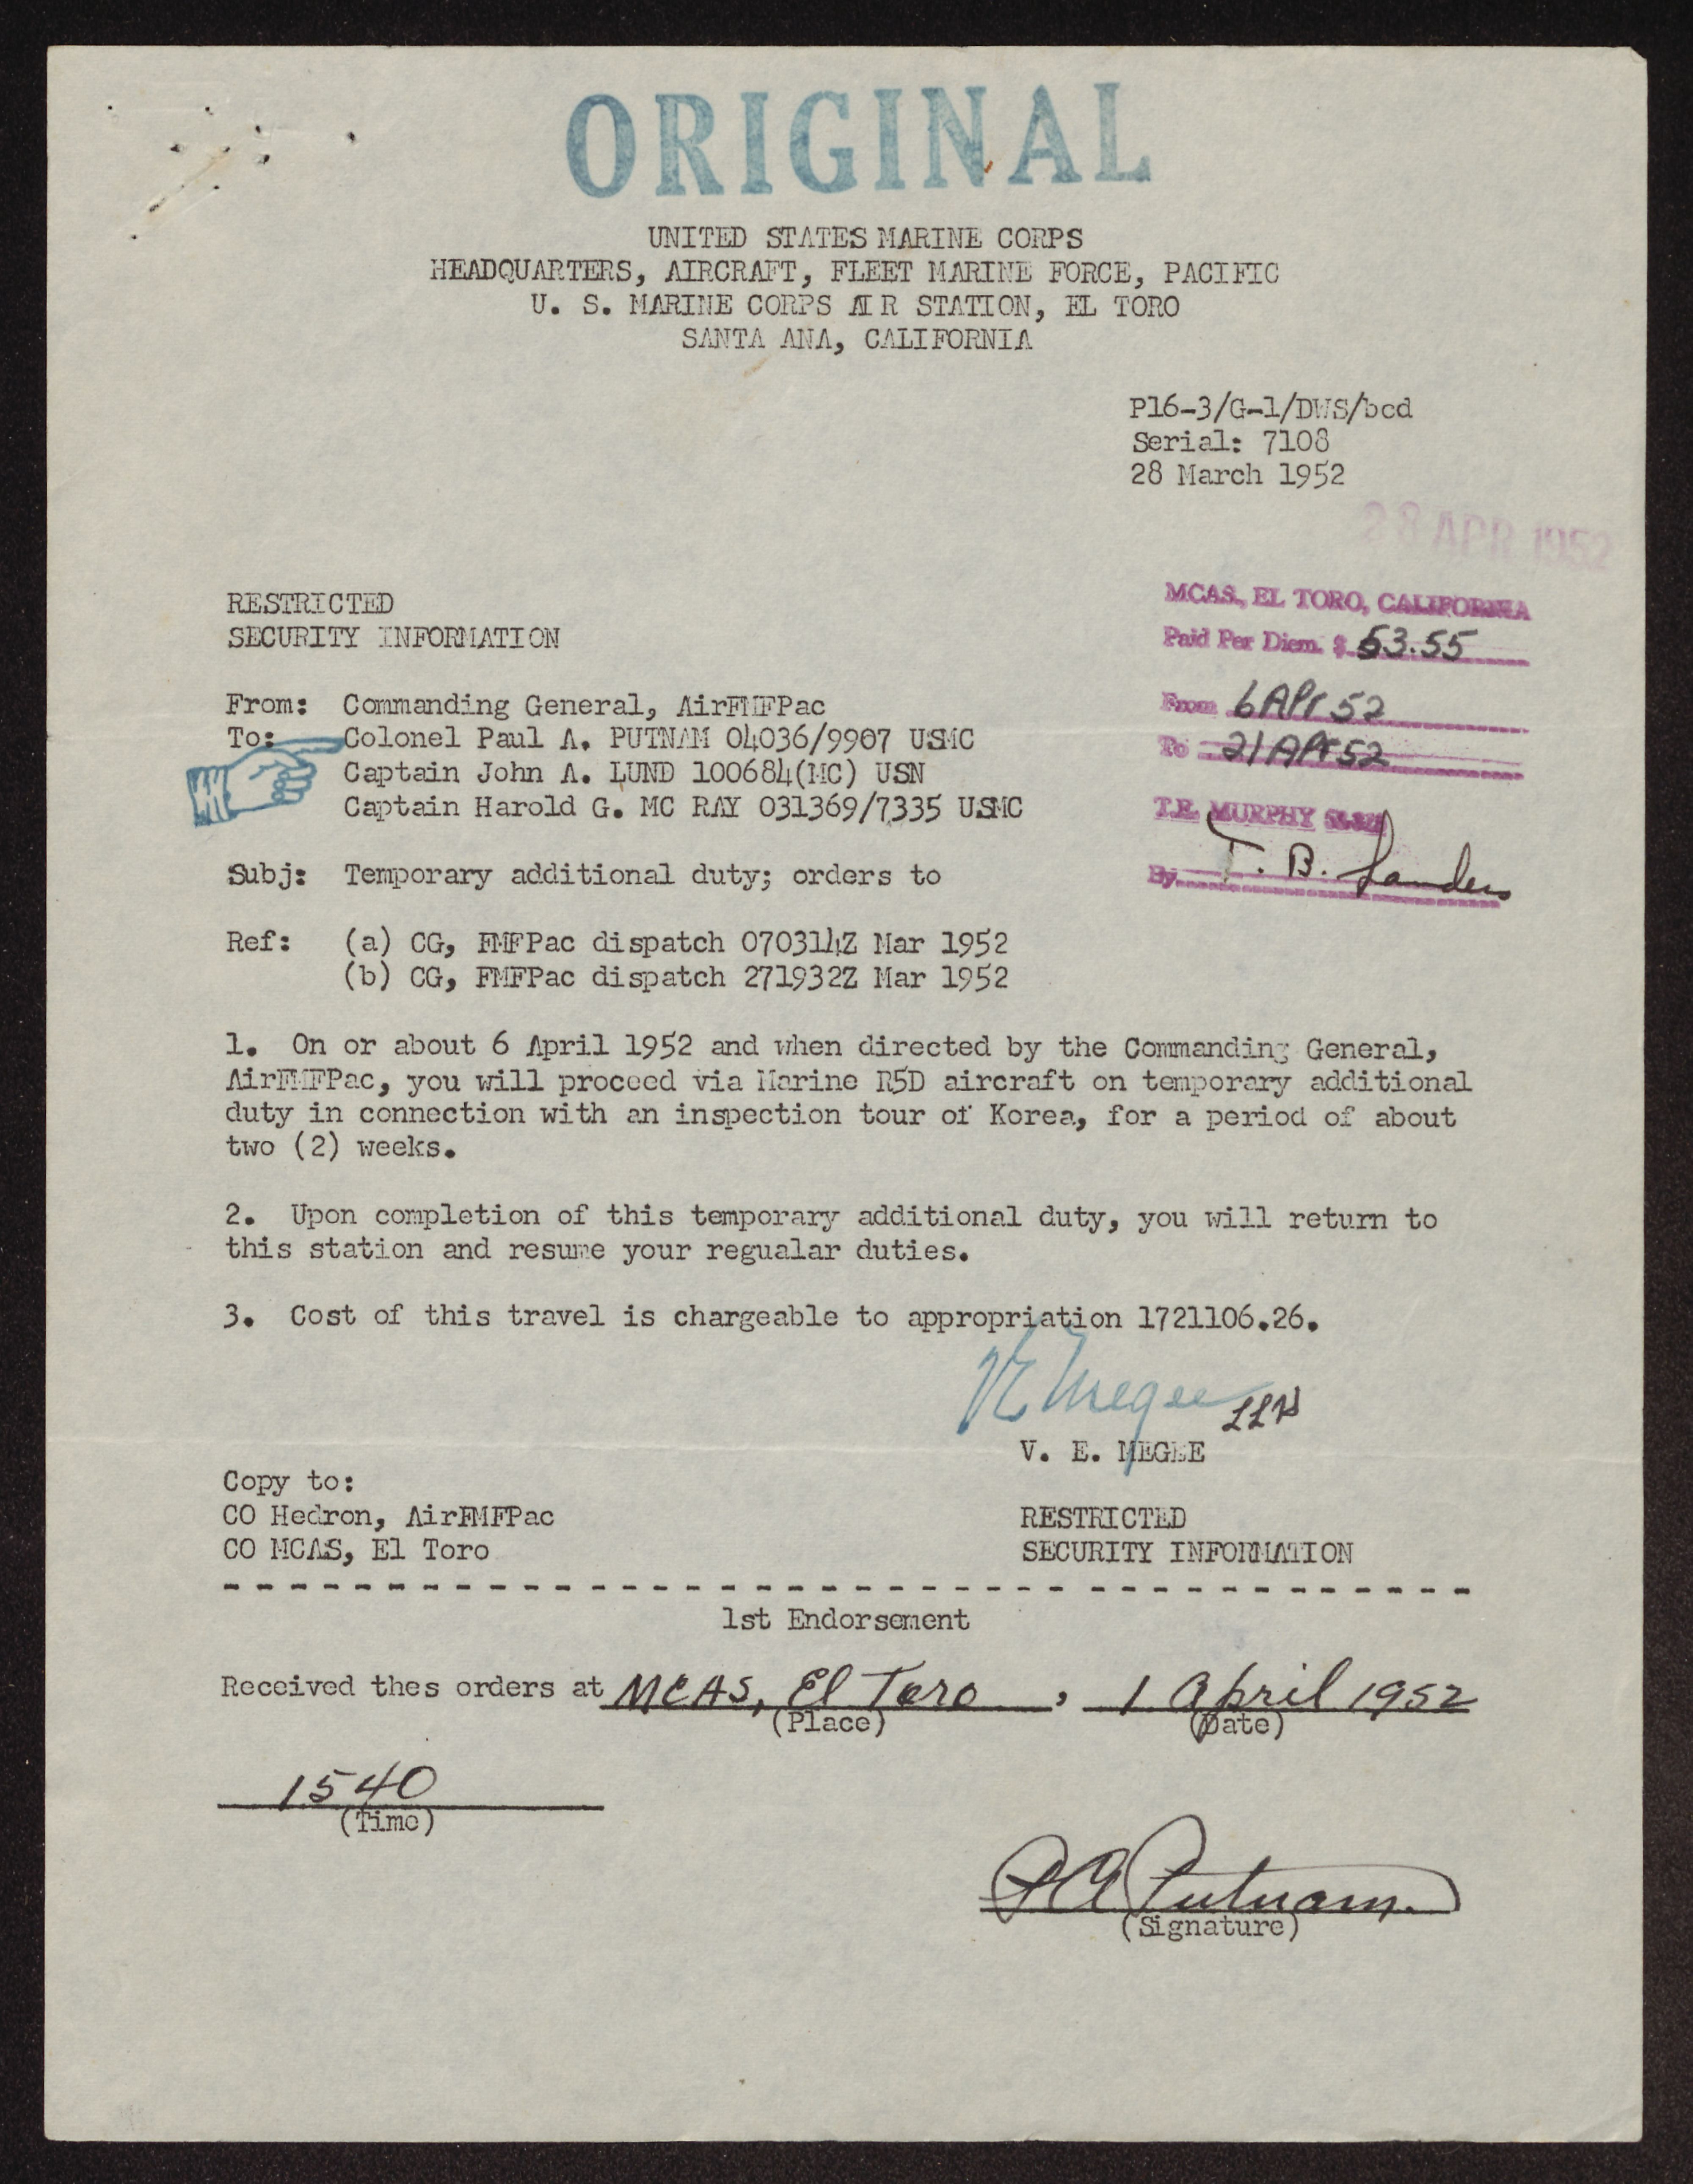 ORIGINAL
UNITED STATES MARINE CORPS
HEADQUARTERS, AIRCRAFT, FLEET MARINE FORCE, PACIFIC
U. S. MARINE CORPS AIR STATION, EL TORO
SANTA ANA, CALIFORNIA
P16-3/G-1/DWS/bcd
Serial: 7108
28 March 1952
28 APR 1952
RESTRICTED
SECURITY INFORMATION
MCAS, EL TORO, CALIFORNIA
Paid Per Diem. $ 53.55
From 6 Apr 52
To 21 Apr 52
T.R. MURPHY
By T. B. Landers
From: Commanding General, AirFMFPac
To: Colonel Paul A. PUTNAM 04036/9907 USMC
Captain John A. LUND 100684(MC) USN
Captain Harold G. MC RAY 031369/7335 USMC
Subj: Temporary additional duty; orders to
Ref: (a) CG, FMFPac dispatch 070314Z Mar 1952
(b) CG, FMFPac dispatch 271932Z Mar 1952
1. On or about 6 April 1952 and when directed by the Commanding General,
AirFMFPac, you will proceed via Marine R5D aircraft on temporary additional
duty in connection with an inspection tour of Korea, for a period of about
two (2) weeks.
2. Upon completion of this temporary additional duty, you will return to
this station and resume your regualar duties.
3. Cost of this travel is chargeable to appropriation 1721106.26.
VE Megee
V. E. MEGEE
Copy to:
CO Hedron, AirFMFPac
CO MCAS, El Toro
RESTRICTED
SECURITY INFORMATION
1st Endorsement
Received thes orders at MCAS, El Toro, 1 April 1952
(Place) (Date)
1540
(Time)
PA Putnam.
(Signature)